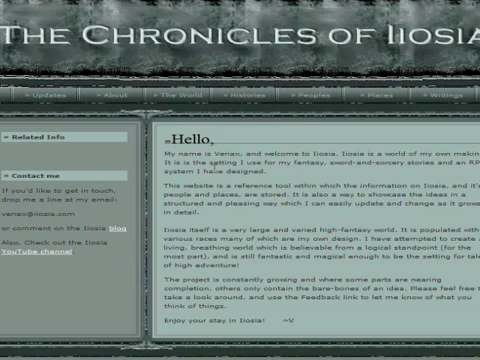 The Chronicles of Iiosia
» Updates » About » The World » Histories » Peoples » Places » Writings
» Related Info
» Contact me
If you'd like to get in touch,
drop me a line at my email:
veriax@iiosia.com
or comment on the Iiosia blog
Also. Check out the Iiosia
YouTube channel.
»Hello,
My name is Veriax, and welcome to Iiosia. Iiosia is a world of my own making
It is is the setting I use for my fantasy, sword-and-sorcery stories and an RP
system I have designed.
This website is a reference tool within which the information on Iiosia, and it's
people and places, are stored. It is also a way to showcase the ideas in a
structured and pleasing way which I can easily update and change as it grows
in detail.
Iiosia itself is a very large and varied high-fantasy world. It is populated with
various races many of which are my own design. I have attempted to create a
living, breathing world which is believable from a logical standpoint (for the
most part), and is still fantastic and magical enough to be the setting for tale
of high adventure!
The project is constantly growing and where some parts are nearing
completion, others only contain the bare-bones of an idea. Please feel free t
take a look around, and use the Feedback link to let me know of what you
think of things.
Enjoy your stay in Iiosia! ~V